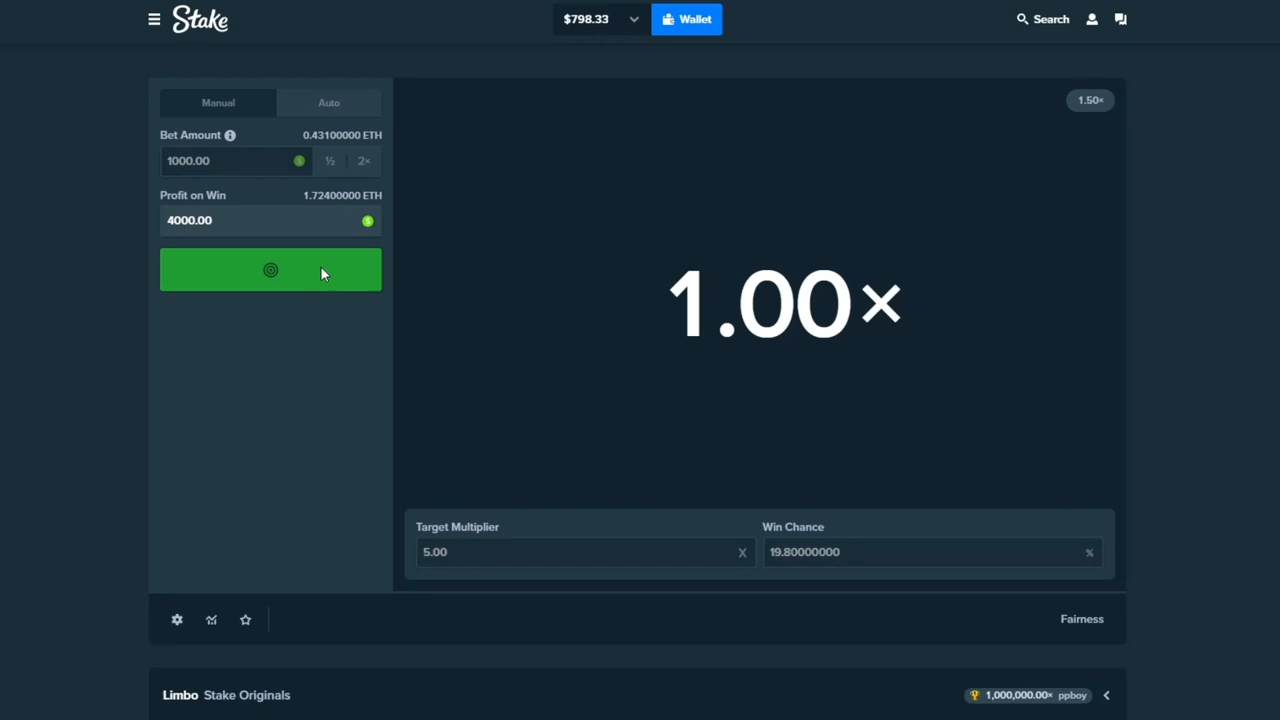 Stake
$798.33
Wallet
Search
Manual
Auto
Bet Amount
0.43100000 ETH
1000.00
½
2×
Profit on Win
1.72400000 ETH
4000.00
1.50×
1.00×
Target Multiplier
5.00
X
Win Chance
19.80000000
%
Fairness
Limbo Stake Originals
1,000,000.00× ppboy